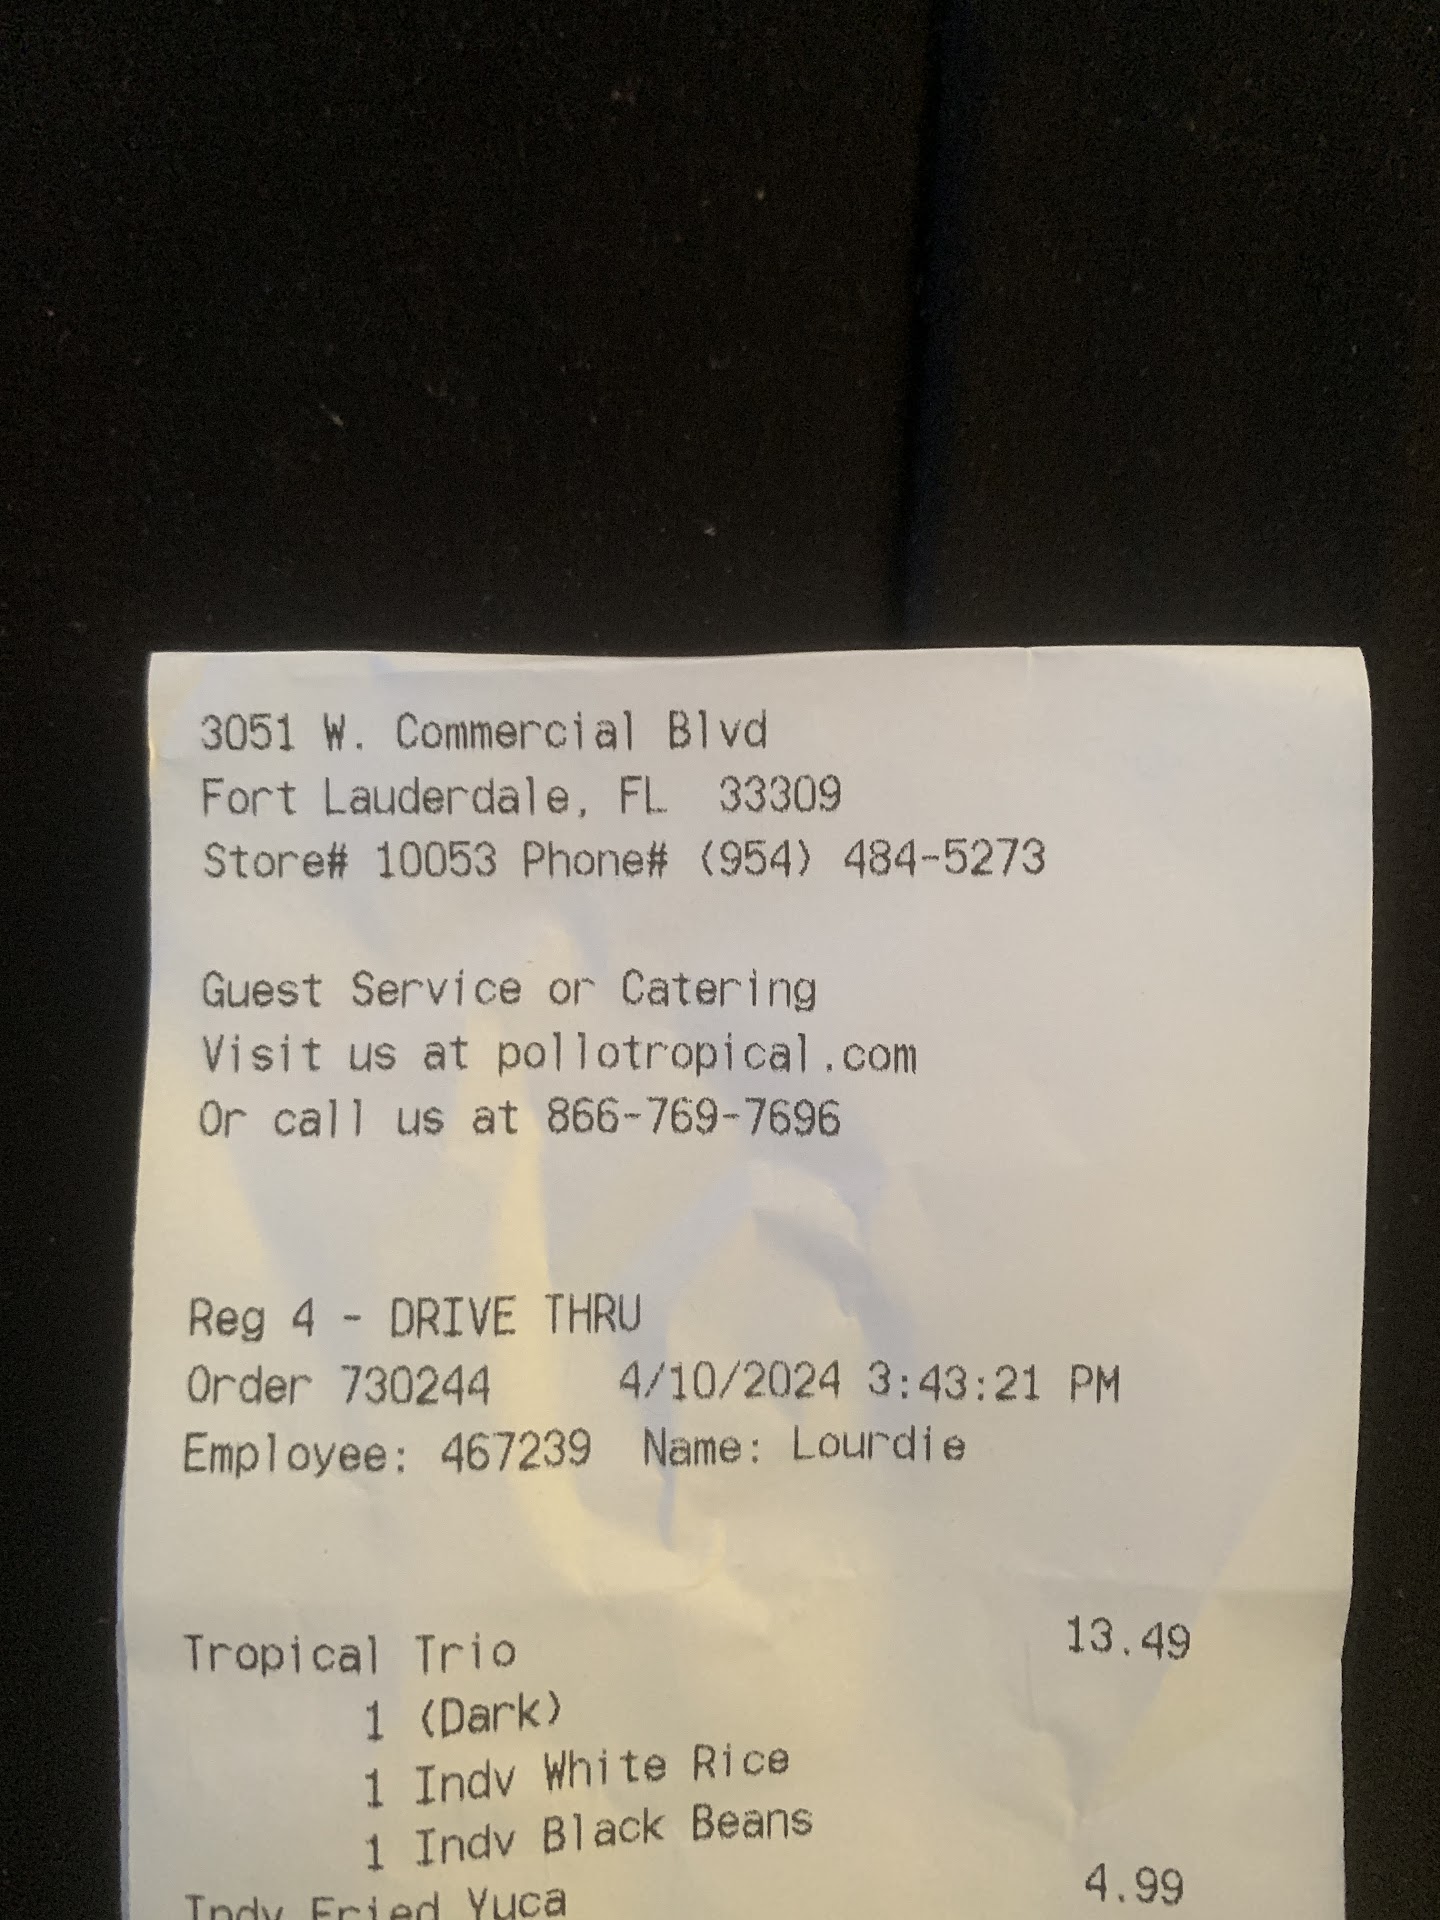 3051 W. Commercial Blvd
Fort Lauderdale, FL 33309
Store# 10053 Phone# (954) 484-5273
Guest Service or Catering
Visit us at pollotropical.com
Or call us at 866-769-7696
Reg 4 - DRIVE THRU
Order 730244 4/10/2024 3:43:21 PM
Employee: 467239 Name: Lourdie
Tropical Trio 13.49
1 (Dark)
1 Indv White Rice
1 Indv Black Beans
Indv Fried Yuca 4.99